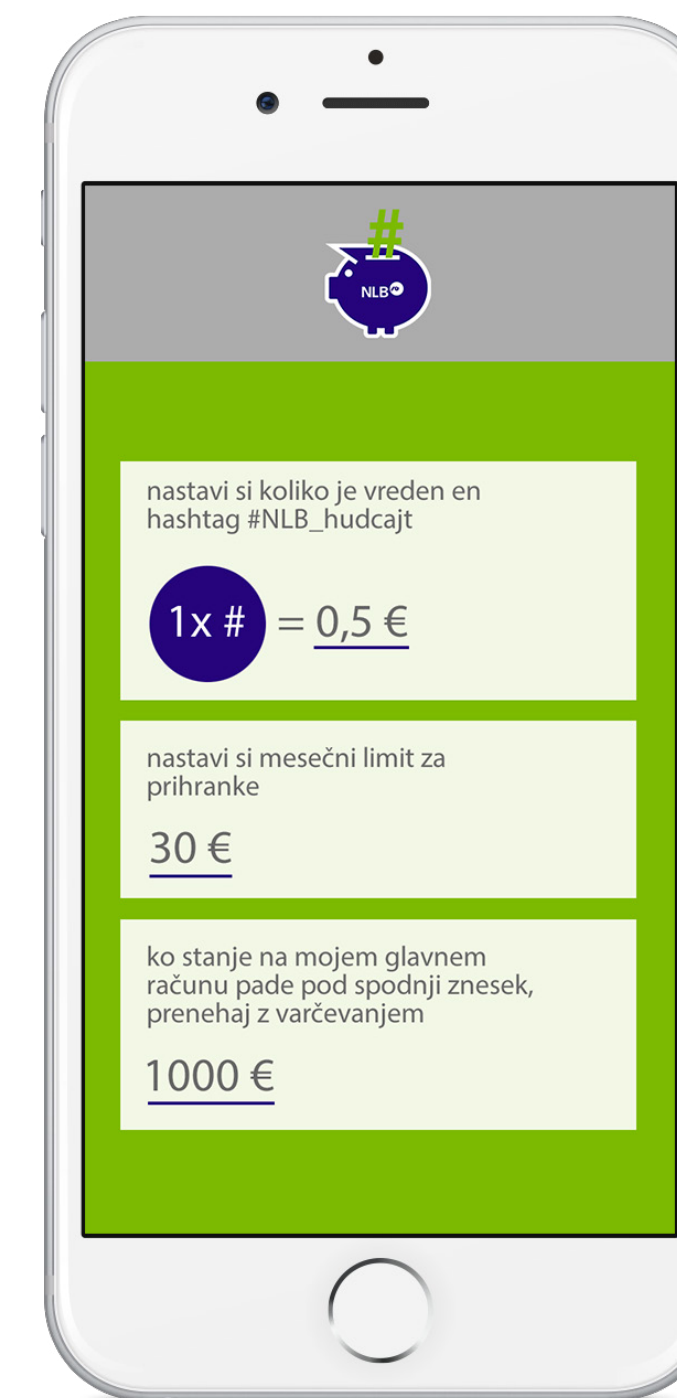 #
NLB
nastavi si koliko je vreden en
hashtag #NLB_hudcajt
1x # = 0,5 €
nastavi si mesečni limit za
prihranke
30 €
ko stanje na mojem glavnem
računu pade pod spodnji znesek,
prenehaj z varčevanjem
1000 €